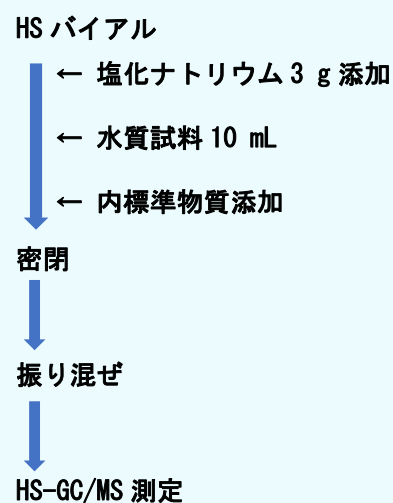 HS バイアル
← 塩化ナトリウム 3 g 添加
← 水質試料 10 mL
← 内標準物質添加
密閉
振り混ぜ
HS-GC/MS 測定